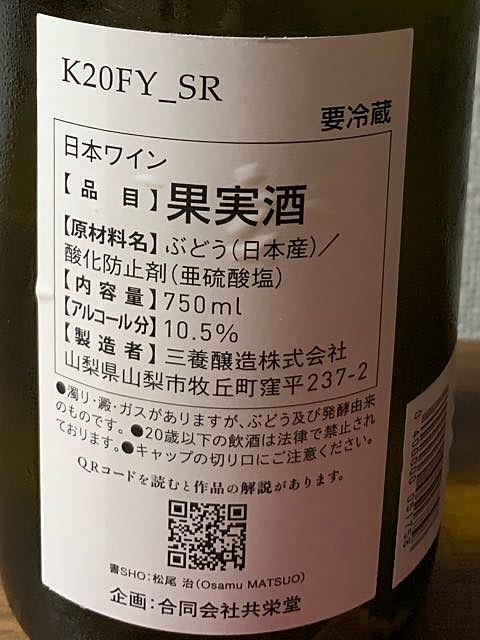 K20FY_SR
要冷蔵
日本ワイン
【品 目】果実酒
【原材料名】ぶどう(日本産)／
酸化防止剤(亜硫酸塩)
【内 容 量】750ml
【アルコール分】10.5%
【製 造 者】三養醸造株式会社
山梨県山梨市牧丘町窪平237-2
●濁り・澱・ガスがありますが、ぶどう及び発酵由来
のものです。●20歳以下の飲酒は法律で禁止され
ております。●キャップの切り口にご注意ください。
QRコードを読むと作品の解説があります。
書SHO:松尾 治(Osamu MATSUO)
企画:合同会社共栄堂